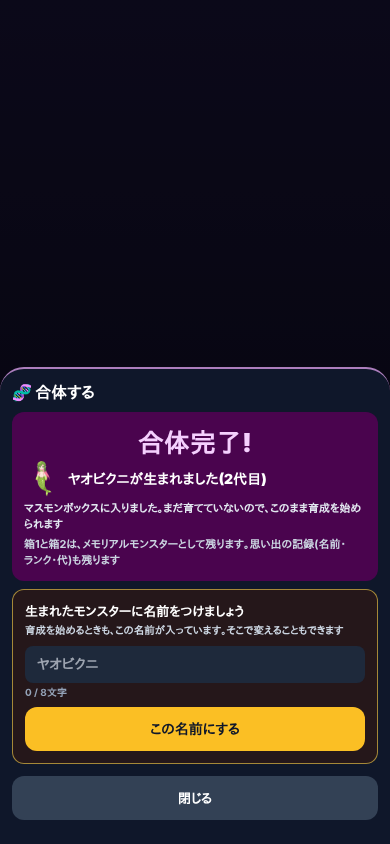 🧬 合体する
合体完了!
ヤオビクニが生まれました(2代目)
マスモンボックスに入りました。まだ育てていないので、このまま育成を始め
られます
箱1と箱2は、メモリアルモンスターとして残ります。思い出の記録(名前・
ランク・代)も残ります
生まれたモンスターに名前をつけましょう
育成を始めるときも、この名前が入っています。そこで変えることもできます
ヤオビクニ
0 / 8文字
この名前にする
閉じる